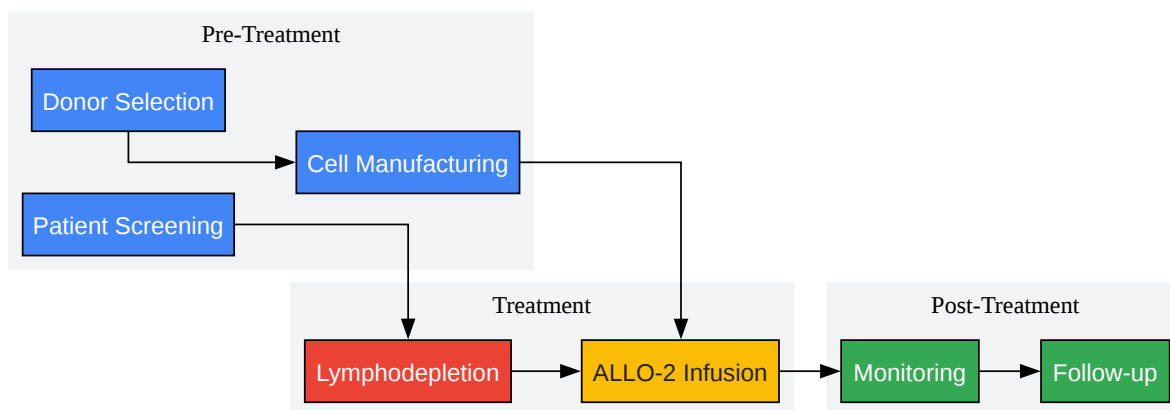 Pre-Treatment
Donor Selection
Cell Manufacturing
Patient Screening
Treatment
Lymphodepletion
ALLO-2 Infusion
Post-Treatment
Monitoring
Follow-up